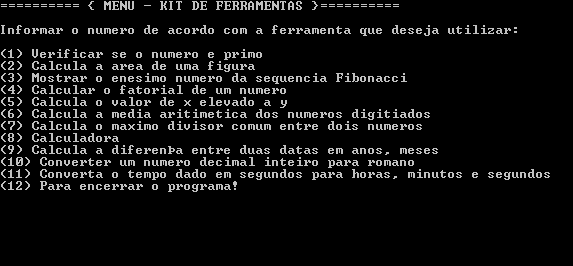 ========== { MENU - KIT DE FERRAMENTAS }==========
Informar o numero de acordo com a ferramenta que deseja utilizar:
(1) Verificar se o numero e primo
(2) Calcula a area de uma figura
(3) Mostrar o enesimo numero da sequencia Fibonacci
(4) Calcular o fatorial de um numero
(5) Calcula o valor de x elevado a y
(6) Calcula a media aritimetica dos numeros digitiados
(7) Calcula o maximo divisor comum entre dois numeros
(8) Calculadora
(9) Calcula a diferenÞa entre duas datas em anos, meses
(10) Converter um numero decimal inteiro para romano
(11) Converta o tempo dado em segundos para horas, minutos e segundos
(12) Para encerrar o programa!